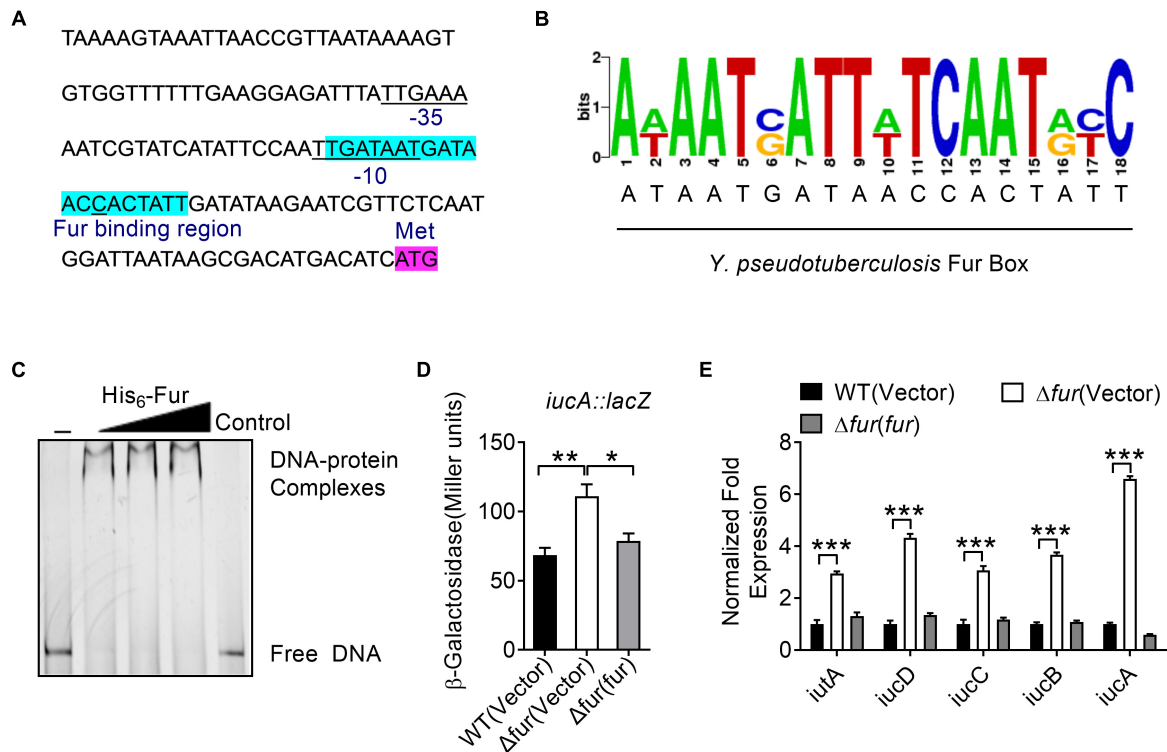 A
TAAAAGTAAATTAACCGTTAATAAAAGT
GTGGTTTTTTGAAGGAGATTTATTGAAA
-35
AATCGTATCATATTCCAATTGATAATGATA
-10
ACCACTATTGATATAAGAATCGTTCTCAAT
Fur binding region Met
GGATTAATAAGCGACATGACATCATG
B
2
bits
1
0
1 2 3 4 5 6 7 8 9 10 11 12 13 14 15 16 17 18
A T A A T G A T A A C C A C T A T T
Y. pseudotuberculosis Fur Box
C
His6-Fur
– Control
DNA-protein
Complexes
Free DNA
D
iucA::lacZ
β-Galactosidase(Miller units)
150
100
50
0
** *
WT(Vector) Δfur(Vector) Δfur(fur)
E
WT(Vector) Δfur(Vector)
Δfur(fur)
Normalized Fold
Expression
8
6
4
2
0
*** *** *** *** ***
iutA iucD iucC iucB iucA